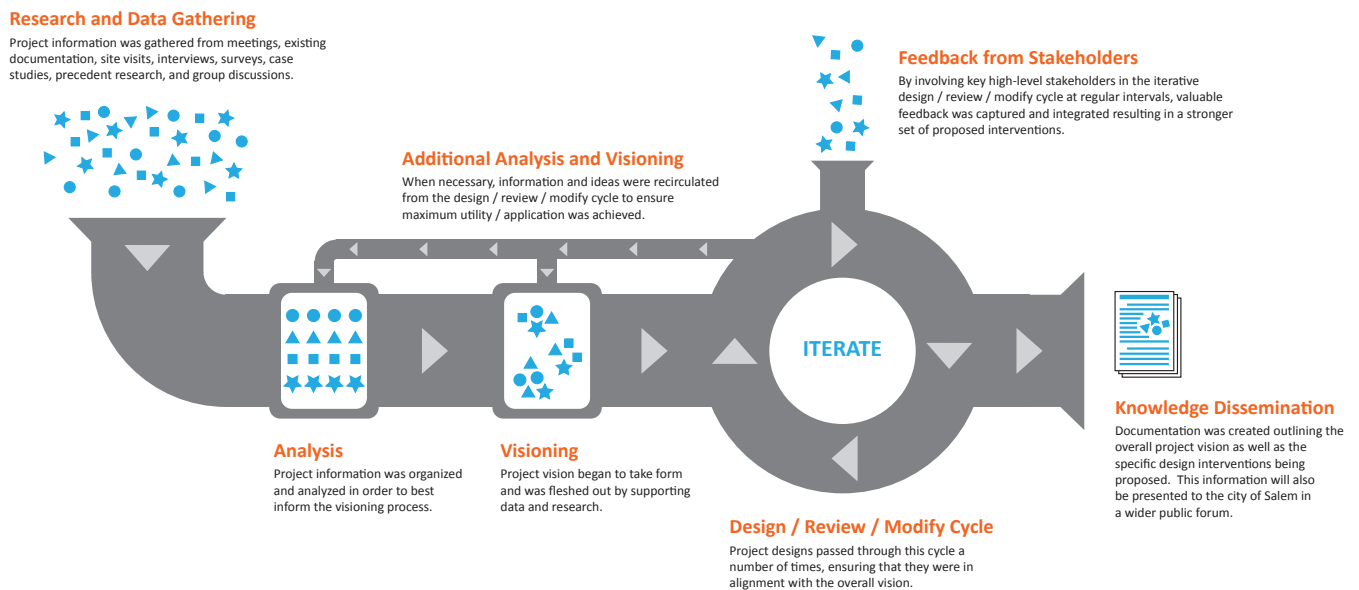 Research and Data Gathering
Project information was gathered from meetings, existing
documentation, site visits, interviews, surveys, case
studies, precedent research, and group discussions.
Feedback from Stakeholders
By involving key high-level stakeholders in the iterative
design / review / modify cycle at regular intervals, valuable
feedback was captured and integrated resulting in a stronger
set of proposed interventions.
Additional Analysis and Visioning
When necessary, information and ideas were recirculated
from the design / review / modify cycle to ensure
maximum utility / application was achieved.
ITERATE
Analysis
Project information was organized
and analyzed in order to best
inform the visioning process.
Visioning
Project vision began to take form
and was fleshed out by supporting
data and research.
Design / Review / Modify Cycle
Project designs passed through this cycle a
number of times, ensuring that they were in
alignment with the overall vision.
Knowledge Dissemination
Documentation was created outlining the
overall project vision as well as the
specific design interventions being
proposed.  This information will also
be presented to the city of Salem in
a wider public forum.